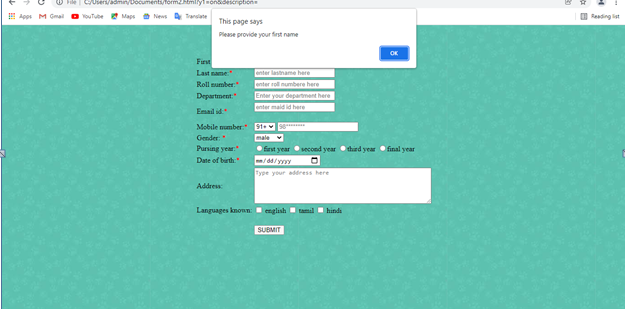 File | C:/Users/admin/Documents/form2.html?y1=on&description=
Apps M Gmail YouTube Maps News Translate Reading list
This page says
Please provide your first name
OK
First
Last name:* enter lastname here
Roll number:* enter roll numbere here
Department:* Enter your department here
Email id:* enter maid id here
Mobile number:* 91+ 98********
Gender: * male
Pursing year:* first year second year third year final year
Date of birth:* mm/dd/yyyy
Address: Type your address here
Languages known: english tamil hindi
SUBMIT